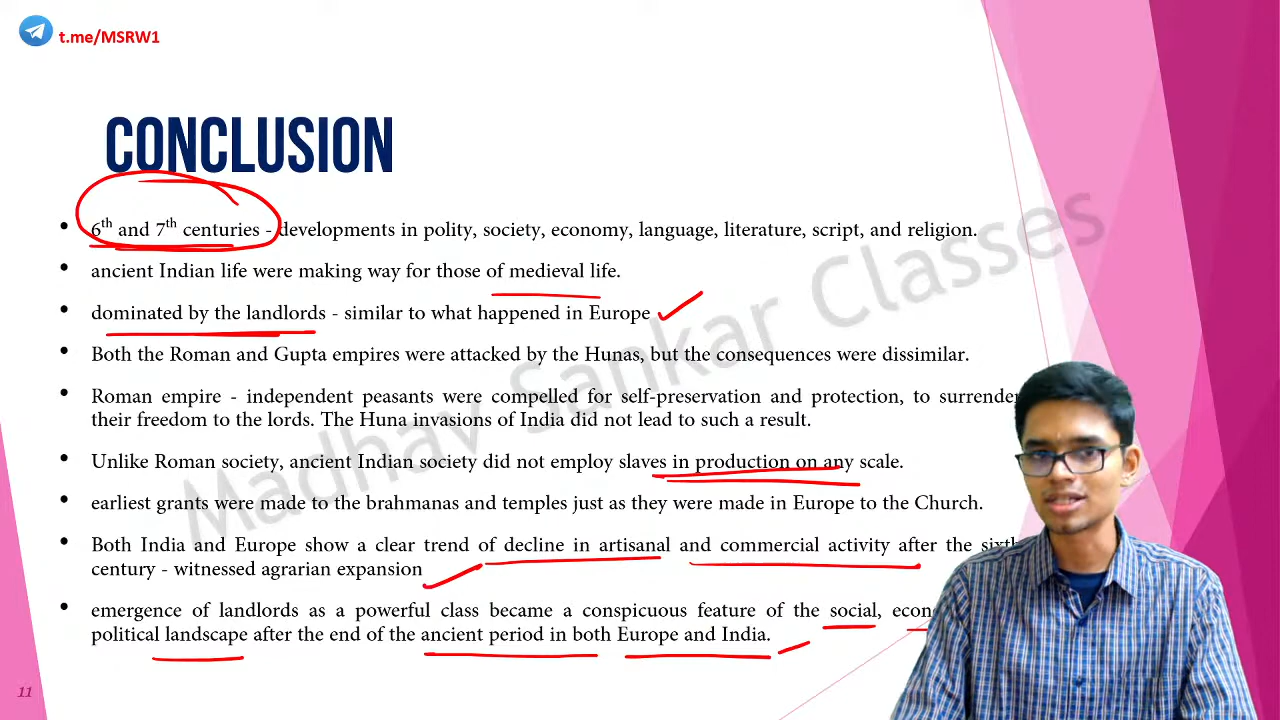 t.me/MSRW1
CONCLUSION
• 6th and 7th centuries - developments in polity, society, economy, language, literature, script, and religion.
• ancient Indian life were making way for those of medieval life.
• dominated by the landlords - similar to what happened in Europe
• Both the Roman and Gupta empires were attacked by the Hunas, but the consequences were dissimilar.
• Roman empire - independent peasants were compelled for self-preservation and protection, to surrender
their freedom to the lords. The Huna invasions of India did not lead to such a result.
• Unlike Roman society, ancient Indian society did not employ slaves in production on any scale.
• earliest grants were made to the brahmanas and temples just as they were made in Europe to the Church.
• Both India and Europe show a clear trend of decline in artisanal and commercial activity after the sixth
century - witnessed agrarian expansion
• emergence of landlords as a powerful class became a conspicuous feature of the social,
political landscape after the end of the ancient period in both Europe and India.
Madhav Sankar Classes
11